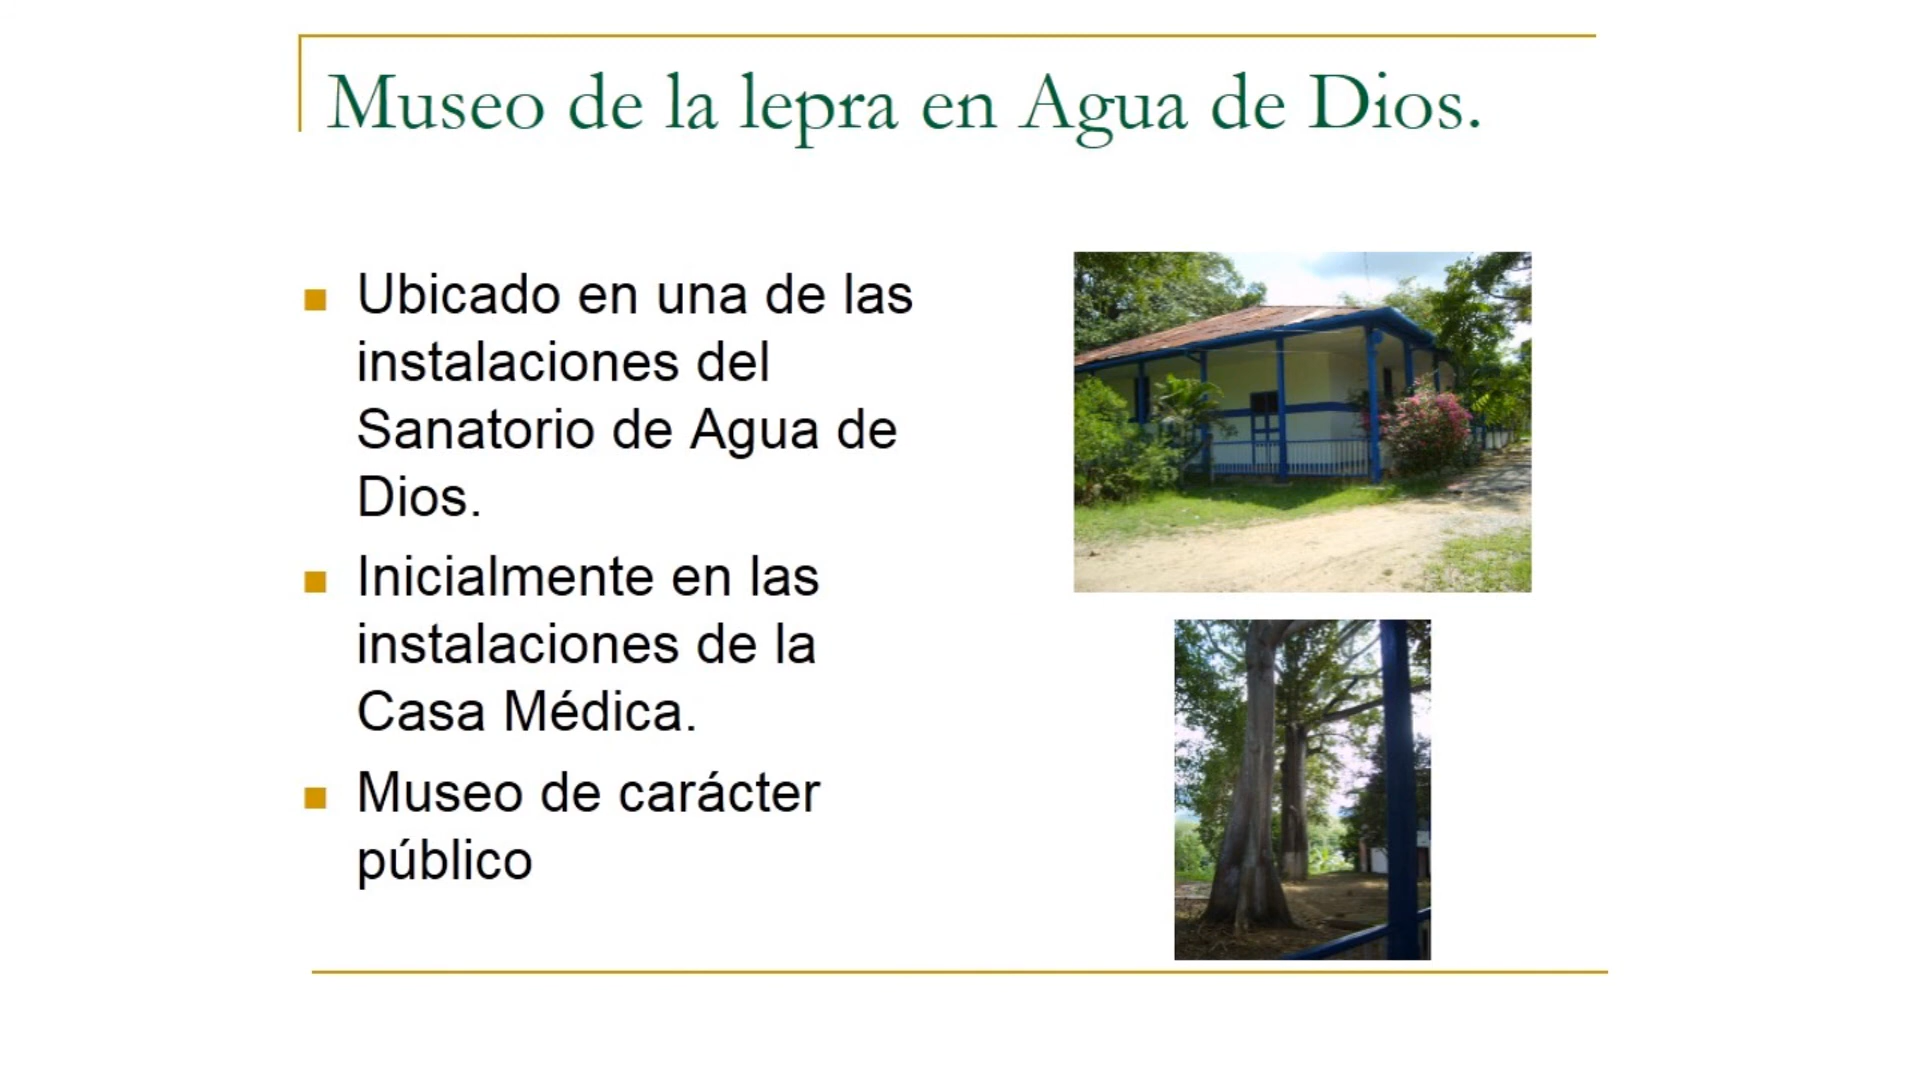 Museo de la lepra en Agua de Dios.
Ubicado en una de las
instalaciones del
Sanatorio de Agua de
Dios.
Inicialmente en las
instalaciones de la
Casa Médica.
Museo de carácter
público